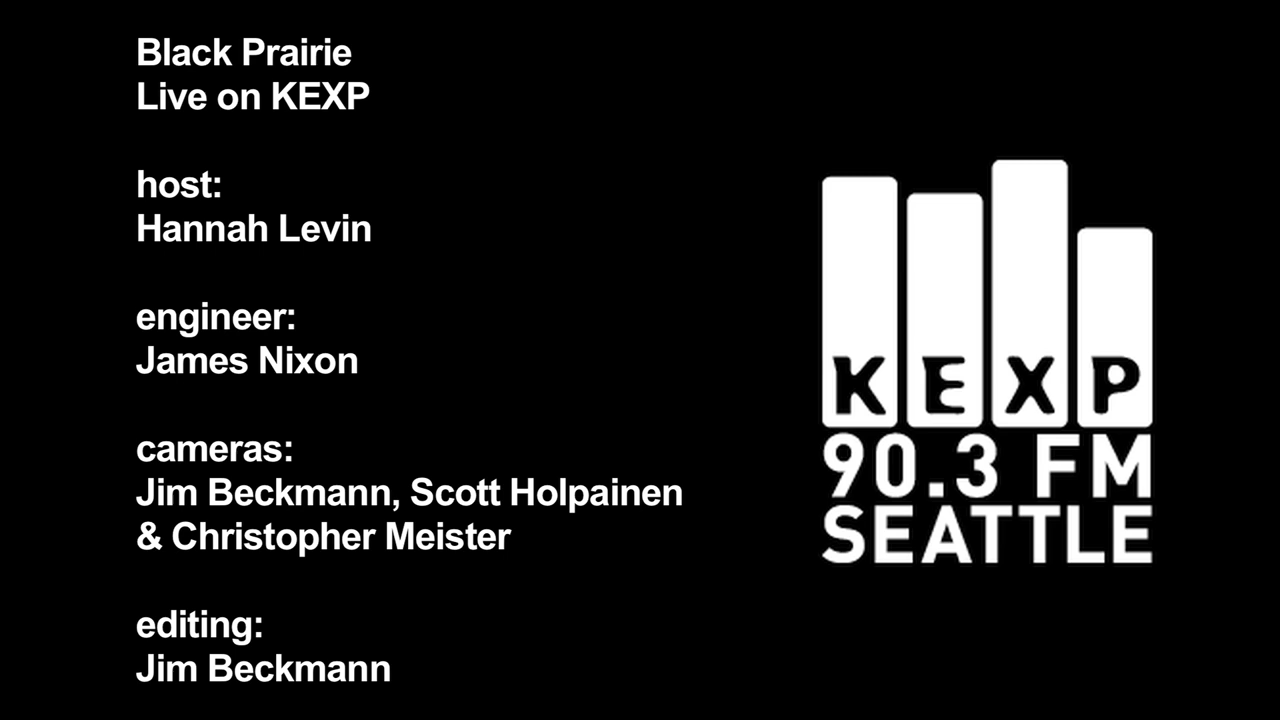 Black Prairie
Live on KEXP
host:
Hannah Levin
engineer:
James Nixon
cameras:
Jim Beckmann, Scott Holpainen
& Christopher Meister
editing:
Jim Beckmann
KEXP
90.3 FM
SEATTLE